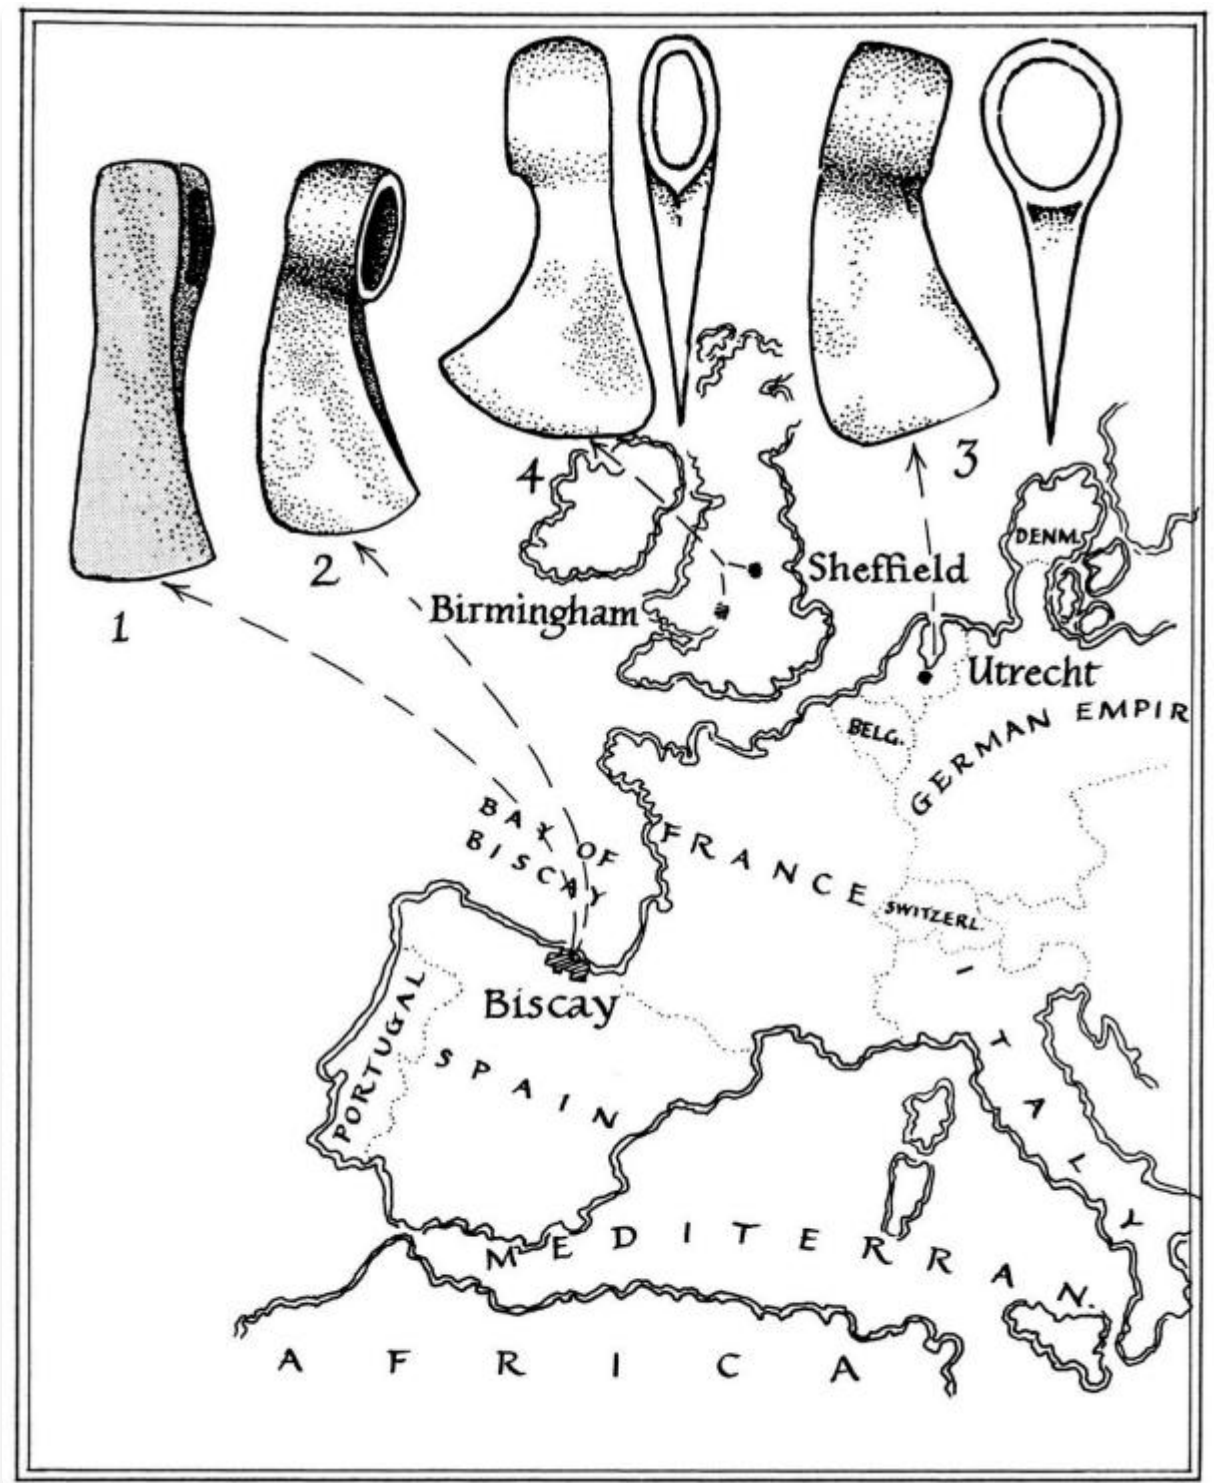 4
3
2
1
DENM.
Sheffield
Birmingham
Utrecht
BELG.
GERMAN EMPIR
BAY OF
BISCAY
FRANCE
SWITZERL.
Biscay
PORTUGAL
SPAIN
ITALY
MEDITERRAN.
AFRICA